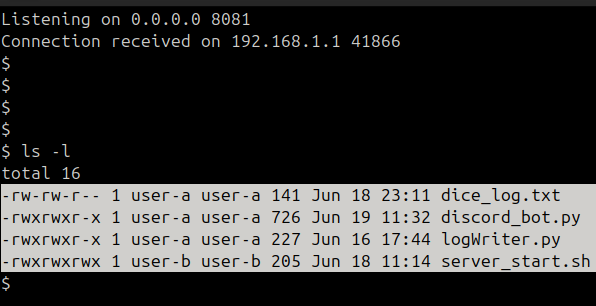 Listening on 0.0.0.0 8081
Connection received on 192.168.1.1 41866
$
$
$
$
$ ls -l
total 16
-rw-rw-r-- 1 user-a user-a 141 Jun 18 23:11 dice_log.txt
-rwxrwxr-x 1 user-a user-a 726 Jun 19 11:32 discord_bot.py
-rwxrwxr-x 1 user-a user-a 227 Jun 16 17:44 logWriter.py
-rwxrwxrwx 1 user-b user-b 205 Jun 18 11:14 server_start.sh
$